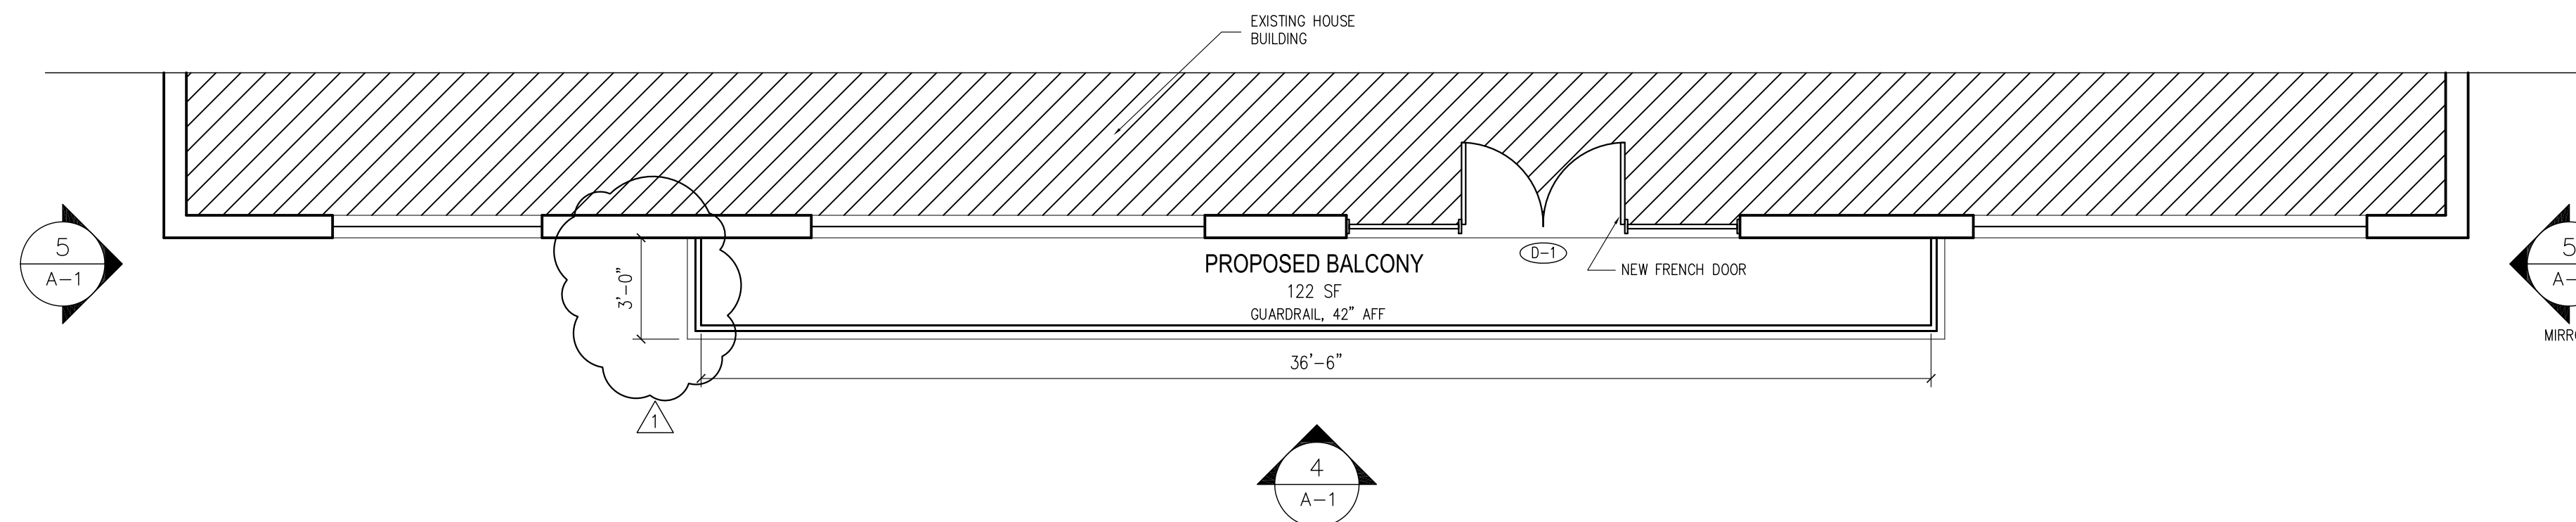 EXISTING HOUSE
BUILDING
5
A-1
3'-0"
PROPOSED BALCONY
122 SF
GUARDRAIL, 42" AFF
D-1
NEW FRENCH DOOR
36'-6"
1
4
A-1
5